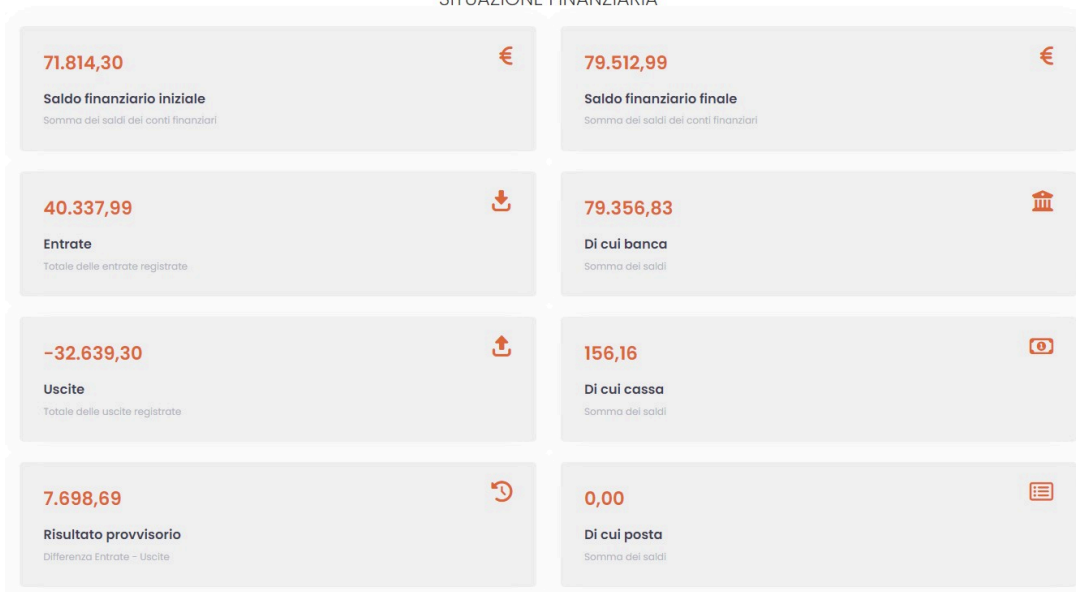 SITUAZIONE FINANZIARIA
71.814,30
Saldo finanziario iniziale
Somma dei saldi dei conti finanziari
79.512,99
Saldo finanziario finale
Somma dei saldi dei conti finanziari
40.337,99
Entrate
Totale delle entrate registrate
79.356,83
Di cui banca
Somma dei saldi
-32.639,30
Uscite
Totale delle uscite registrate
156,16
Di cui cassa
Somma dei saldi
7.698,69
Risultato provvisorio
Differenza Entrate - Uscite
0,00
Di cui posta
Somma dei saldi